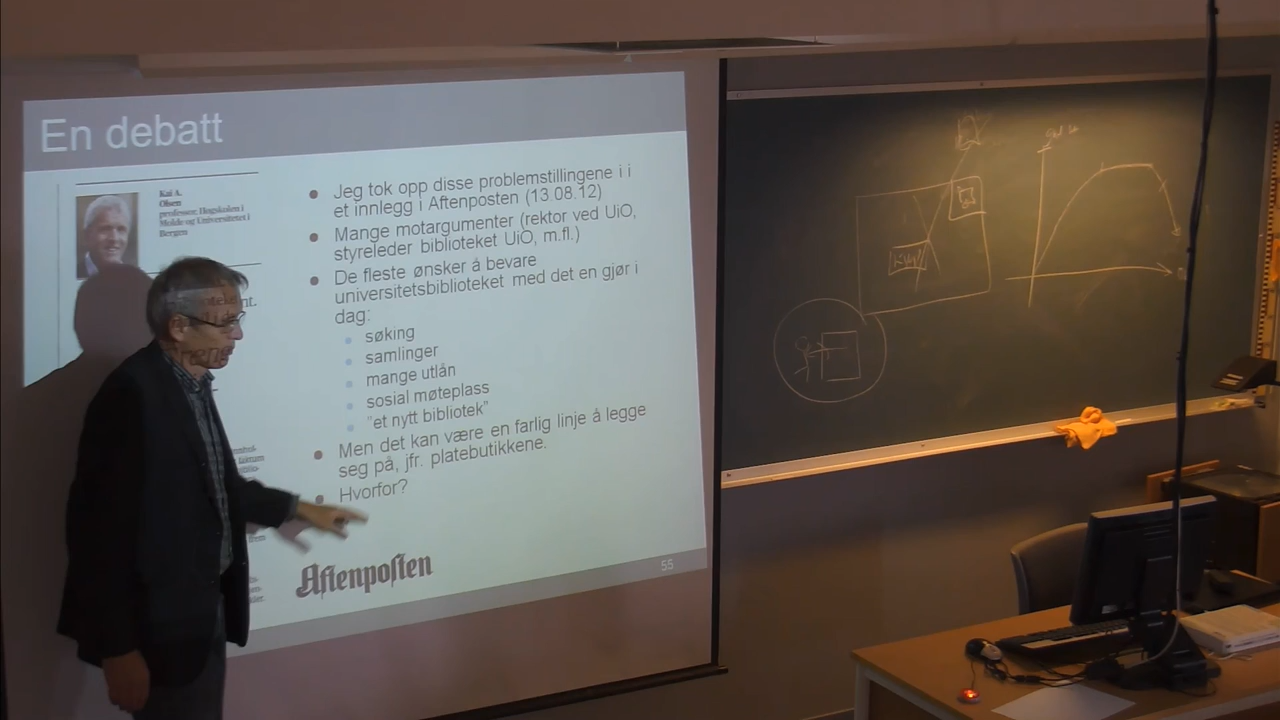 En debatt
Kai A.
Olsen
professor, Høgskolen i
Molde og Universitetet i
Bergen
Jeg tok opp disse problemstillingene i i
et innlegg i Aftenposten (13.08.12)
Mange motargumenter (rektor ved UiO,
styreleder biblioteket UiO, m.fl.)
De fleste ønsker å bevare
universitetsbiblioteket med det en gjør i
dag:
søking
samlinger
mange utlån
sosial møteplass
"et nytt bibliotek"
Men det kan være en farlig linje å legge
seg på, jfr. platebutikkene.
Hvorfor?
Aftenposten
55